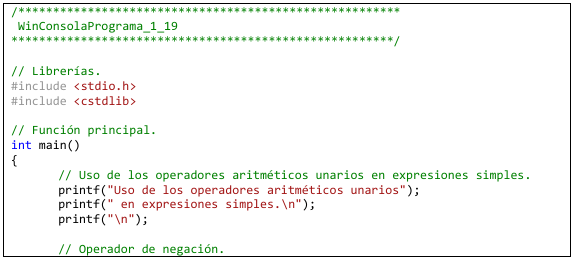 /*******************************************************
WinConsolaPrograma_1_19
*******************************************************/
// Librerías.
#include <stdio.h>
#include <cstdlib>
// Función principal.
int main()
{
// Uso de los operadores aritméticos unarios en expresiones simples.
printf("Uso de los operadores aritméticos unarios");
printf(" en expresiones simples.\n");
printf("\n");
// Operador de negación.